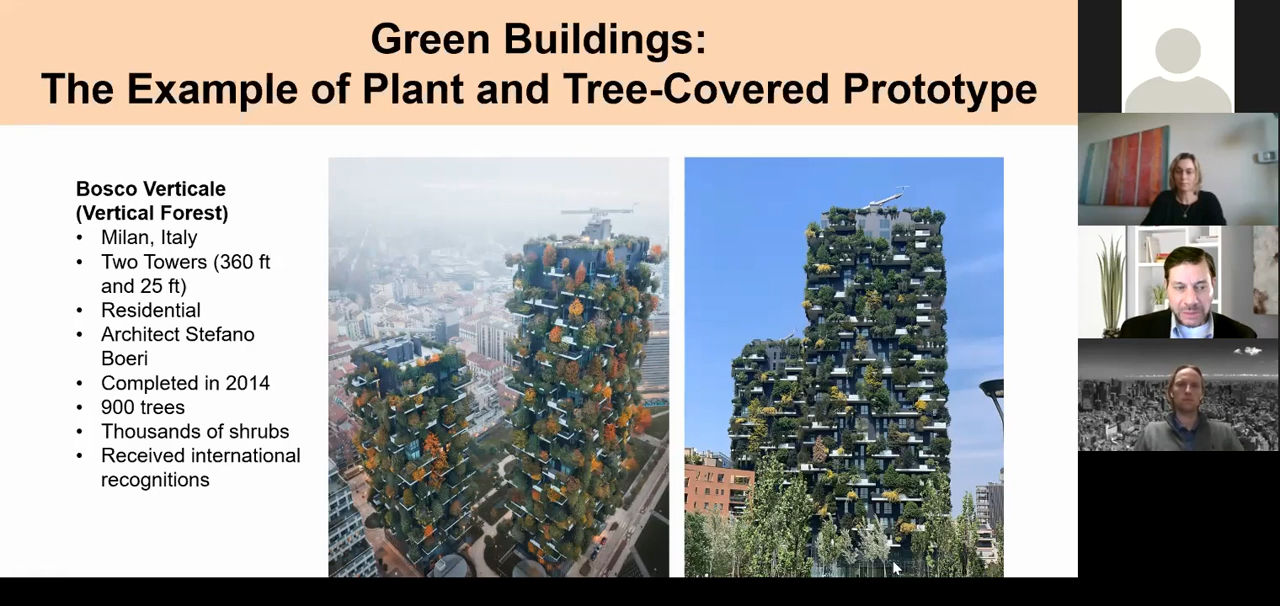 Green Buildings:
The Example of Plant and Tree-Covered Prototype
Bosco Verticale
(Vertical Forest)
• Milan, Italy
• Two Towers (360 ft
and 25 ft)
• Residential
• Architect Stefano
Boeri
• Completed in 2014
• 900 trees
• Thousands of shrubs
• Received international
recognitions